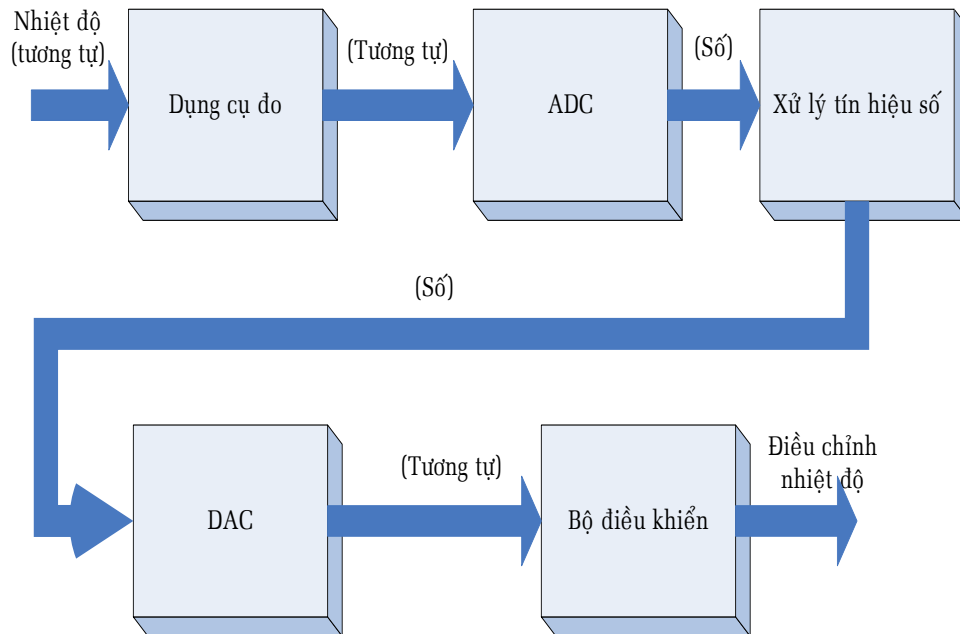 Nhiệt độ
(tương tự)
(Tương tự)
(Số)
Dụng cụ đo
ADC
Xử lý tín hiệu số
(Số)
(Tương tự)
Điều chỉnh
nhiệt độ
DAC
Bộ điều khiển